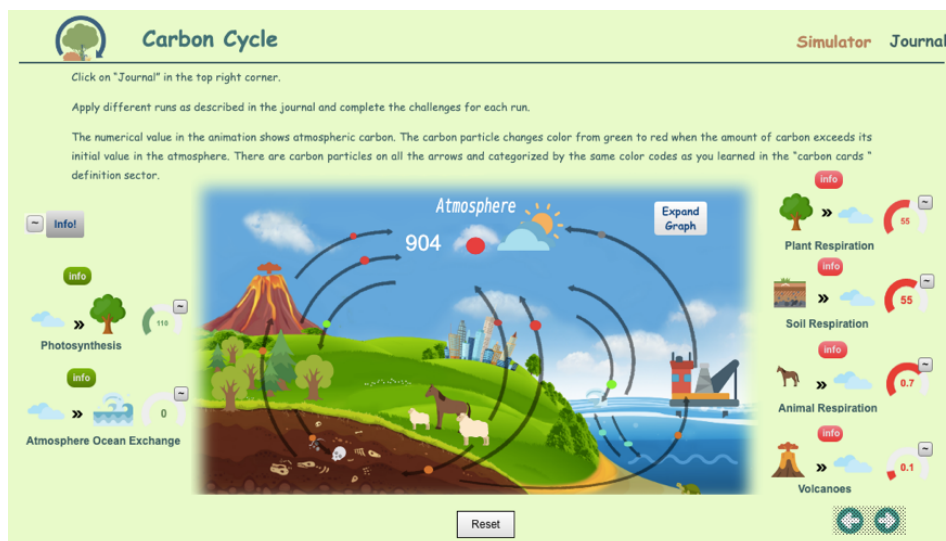 Carbon Cycle
Simulator
Journal
Click on "Journal" in the top right corner.
Apply different runs as described in the journal and complete the challenges for each run.
The numerical value in the animation shows atmospheric carbon. The carbon particle changes color from green to red when the amount of carbon exceeds its
initial value in the atmosphere. There are carbon particles on all the arrows and categorized by the same color codes as you learned in the "carbon cards "
definition sector.
~
Info!
info
»
110
~
Photosynthesis
info
»
0
~
Atmosphere Ocean Exchange
Atmosphere
904
Expand
Graph
info
»
55
~
Plant Respiration
info
»
55
~
Soil Respiration
info
»
0.7
~
Animal Respiration
info
»
0.1
~
Volcanoes
Reset